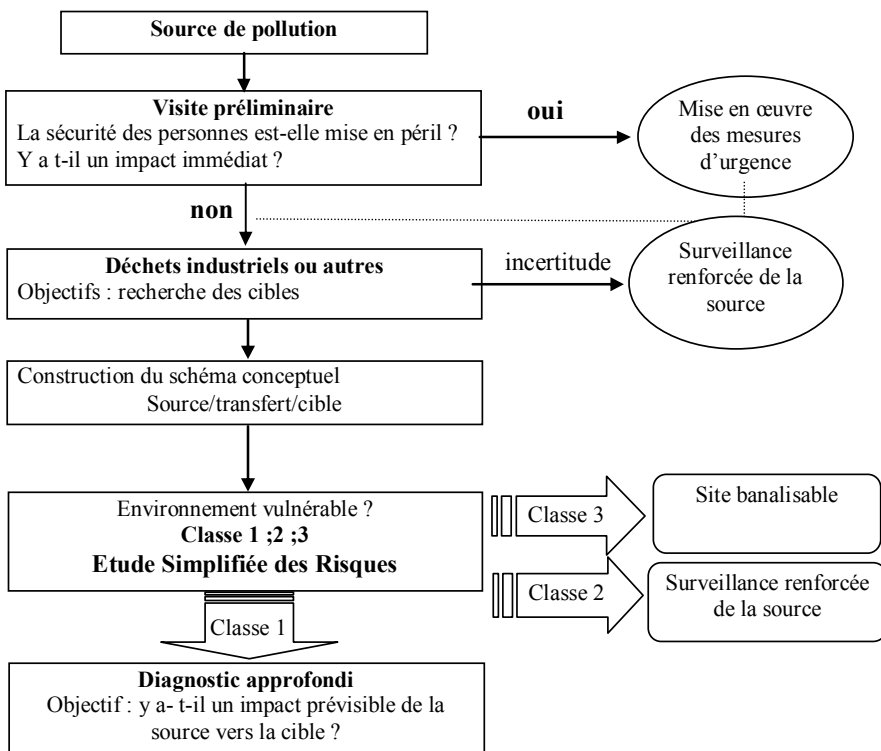 Source de pollution
Visite préliminaire
La sécurité des personnes est-elle mise en péril ?
Y a t-il un impact immédiat ?
oui
Mise en œuvre
des mesures
d’urgence
non
Déchets industriels ou autres
Objectifs : recherche des cibles
incertitude
Surveillance
renforcée de la
source
Construction du schéma conceptuel
Source/transfert/cible
Environnement vulnérable ?
Classe 1 ;2 ;3
Etude Simplifiée des Risques
Classe 3
Site banalisable
Classe 2
Surveillance renforcée
de la source
Classe 1
Diagnostic approfondi
Objectif : y a- t-il un impact prévisible de la
source vers la cible ?